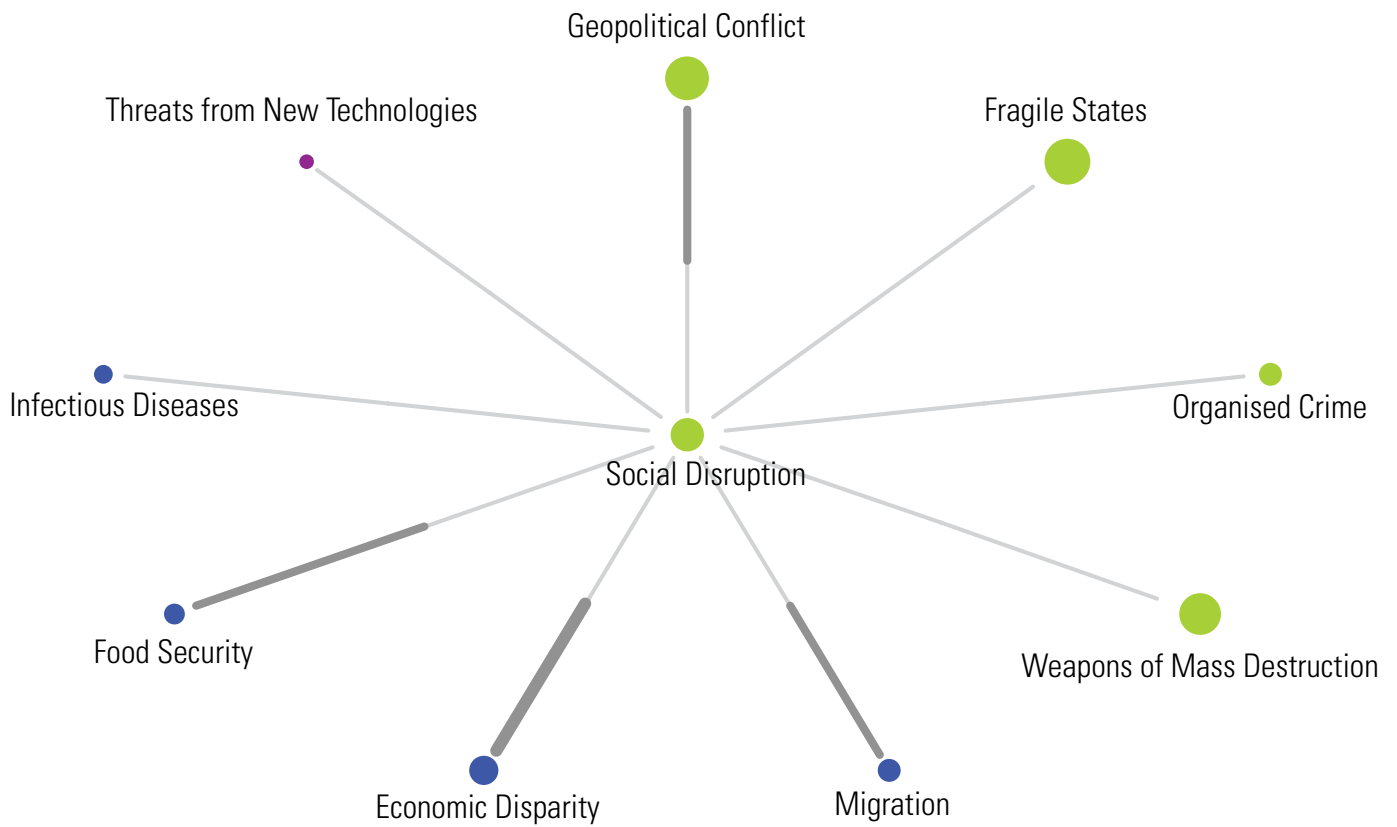 Geopolitical Conflict
Threats from New Technologies
Fragile States
Infectious Diseases
Organised Crime
Social Disruption
Food Security
Weapons of Mass Destruction
Economic Disparity
Migration